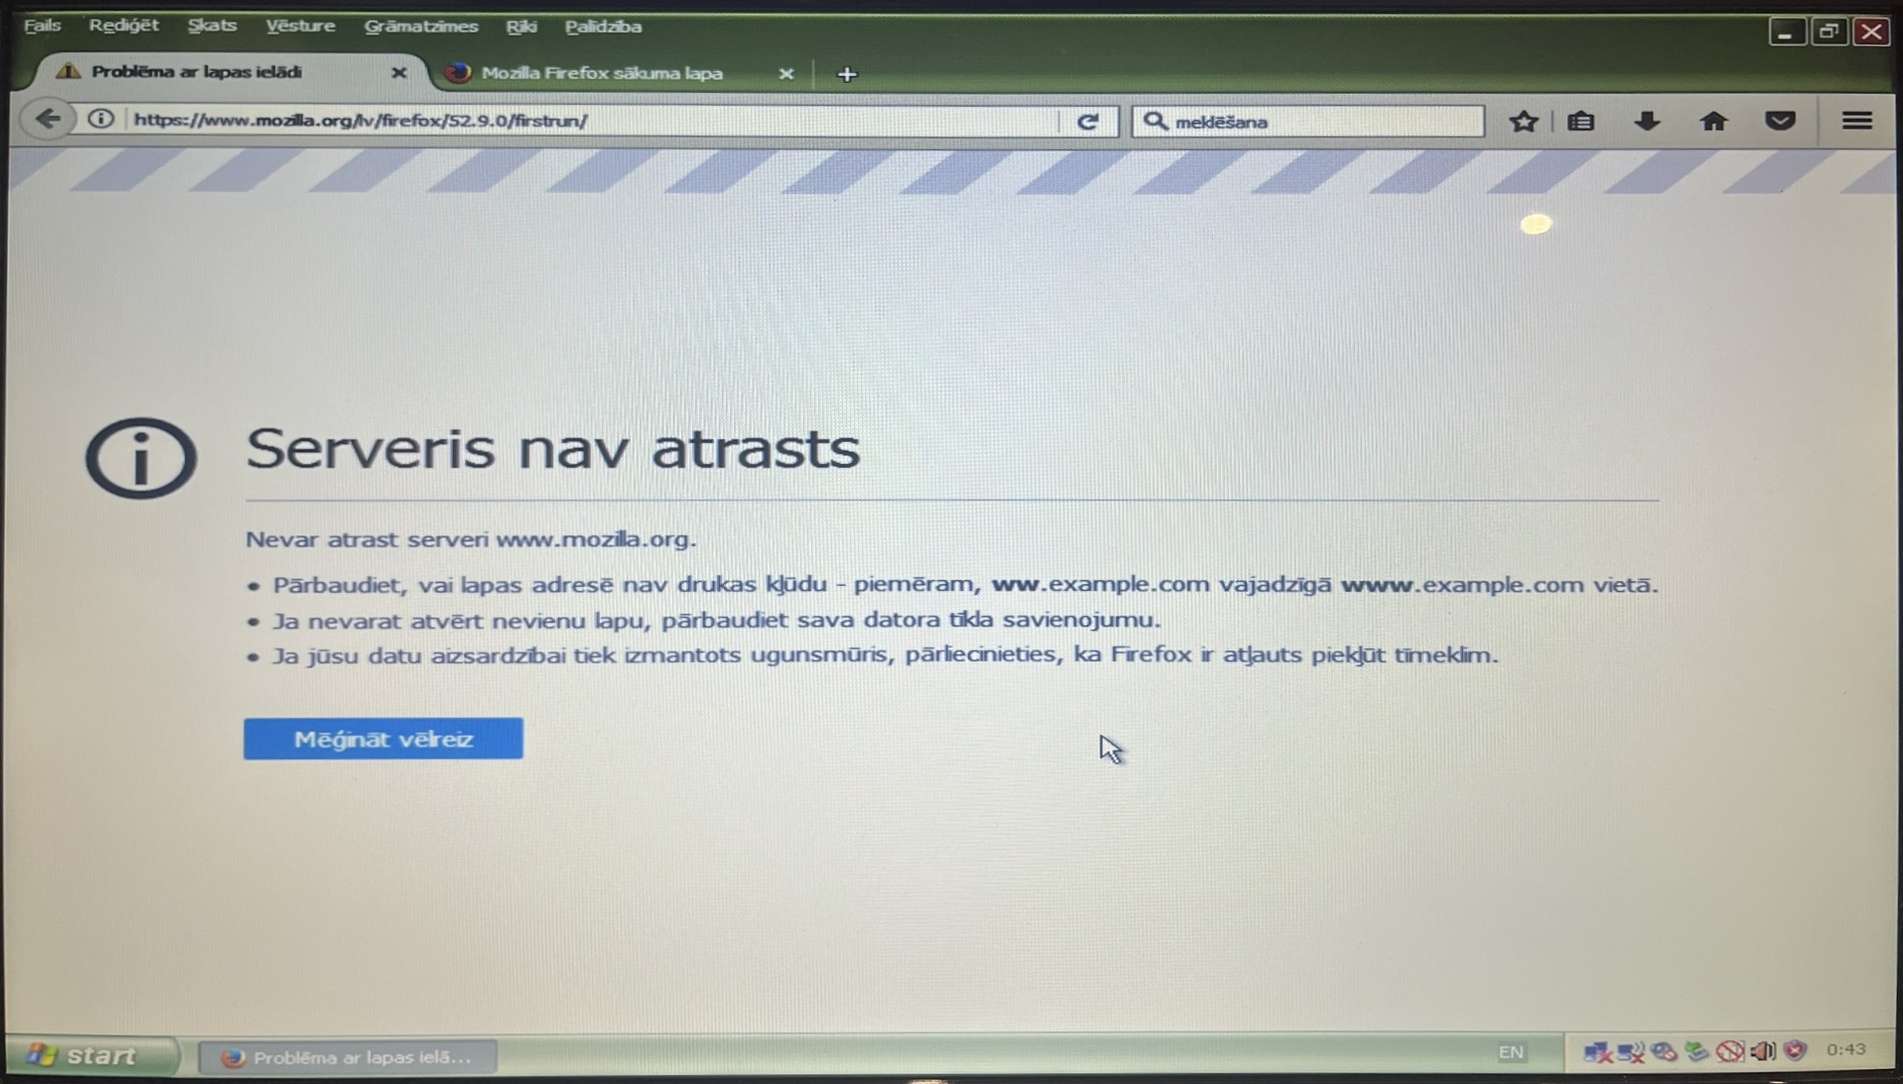 Fails Rediģēt Skats Vēsture Grāmatzīmes Rīki Palīdzība
Problēma ar lapas ielādi
Mozilla Firefox sākuma lapa
https://www.mozilla.org/lv/firefox/52.9.0/firstrun/
meklēšana
Serveris nav atrasts
Nevar atrast serveri www.mozilla.org.
• Pārbaudiet, vai lapas adresē nav drukas kļūdu - piemēram, ww.example.com vajadzīgā www.example.com vietā.
• Ja nevarat atvērt nevienu lapu, pārbaudiet sava datora tīkla savienojumu.
• Ja jūsu datu aizsardzībai tiek izmantots ugunsmūris, pārliecinieties, ka Firefox ir atļauts piekļūt tīmeklim.
Mēģināt vēlreiz
start
Problēma ar lapas ielā...
EN
0:43